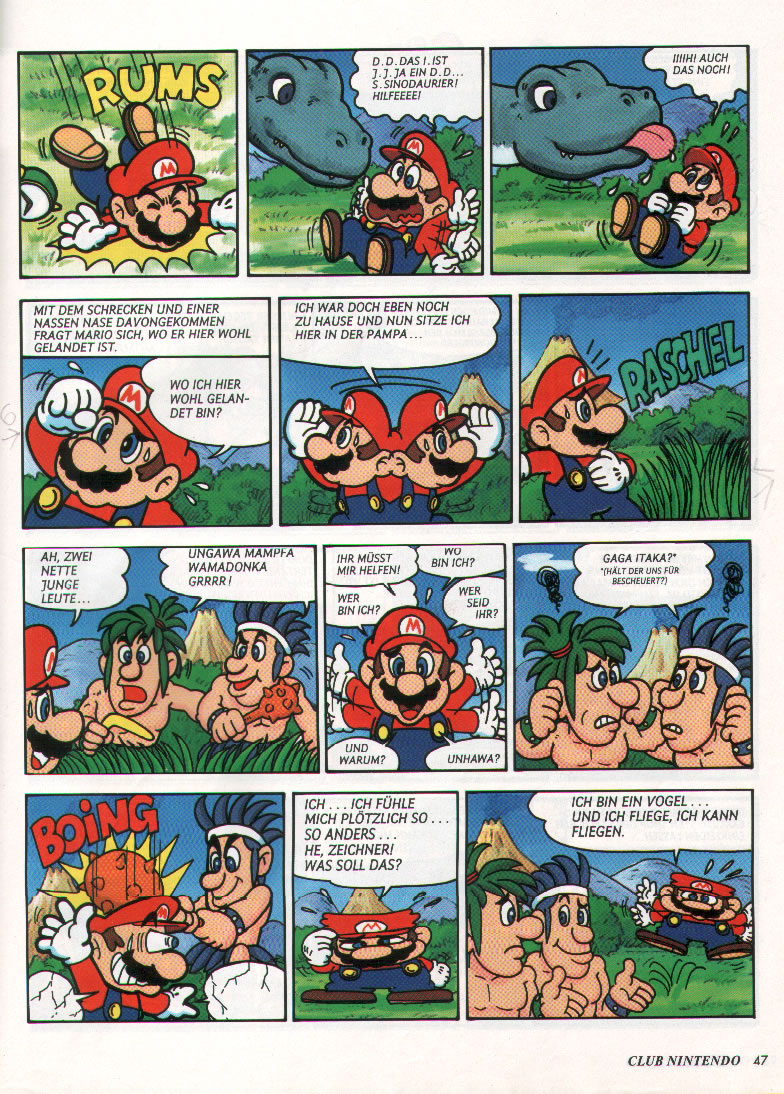 RUMS
D.D.DAS I.IST
J.J.JA EIN D.D...
S.SINODAURIER!
HILFEEEE!
IIIIH! AUCH
DAS NOCH!
MIT DEM SCHRECKEN UND EINER
NASSEN NASE DAVONGEKOMMEN
FRAGT MARIO SICH, WO ER HIER WOHL
GELANDET IST.
WO ICH HIER
WOHL GELAN-
DET BIN?
ICH WAR DOCH EBEN NOCH
ZU HAUSE UND NUN SITZE ICH
HIER IN DER PAMPA...
RASCHEL
AH, ZWEI
NETTE
JUNGE
LEUTE...
UNGAWA MAMPFA
WAMADONKA
GRRRR!
IHR MÜSST
MIR HELFEN!
WO
BIN ICH?
WER
BIN ICH?
WER
SEID
IHR?
UND
WARUM?
UNHAWA?
GAGA ITAKA?*
*(HÄLT DER UNS FÜR
BESCHEUERT?)
BOING
ICH... ICH FÜHLE
MICH PLÖTZLICH SO...
SO ANDERS...
HE, ZEICHNER!
WAS SOLL DAS?
ICH BIN EIN VOGEL...
UND ICH FLIEGE, ICH KANN
FLIEGEN.
CLUB NINTENDO 47